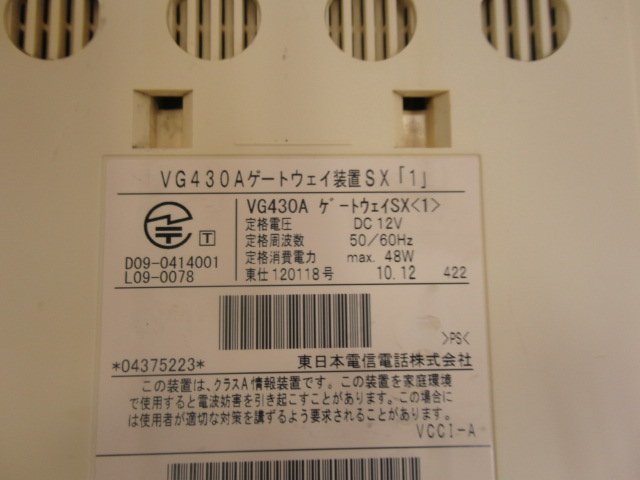 VG430Aゲートウェイ装置SX「1」
VG430A ゲートウェイSX<1>
定格電圧 DC 12V
定格周波数 50/60Hz
定格消費電力 max. 48W
東仕120118号 10.12 422
T
D09-0414001
L09-0078
>PS<
*04375223* 東日本電信電話株式会社
この装置は、クラスA情報装置です。この装置を家庭環境
で使用すると電波妨害を引き起こすことがあります。この場合に
は使用者が適切な対策を講ずるよう要求されることがあります。
VCCI-A